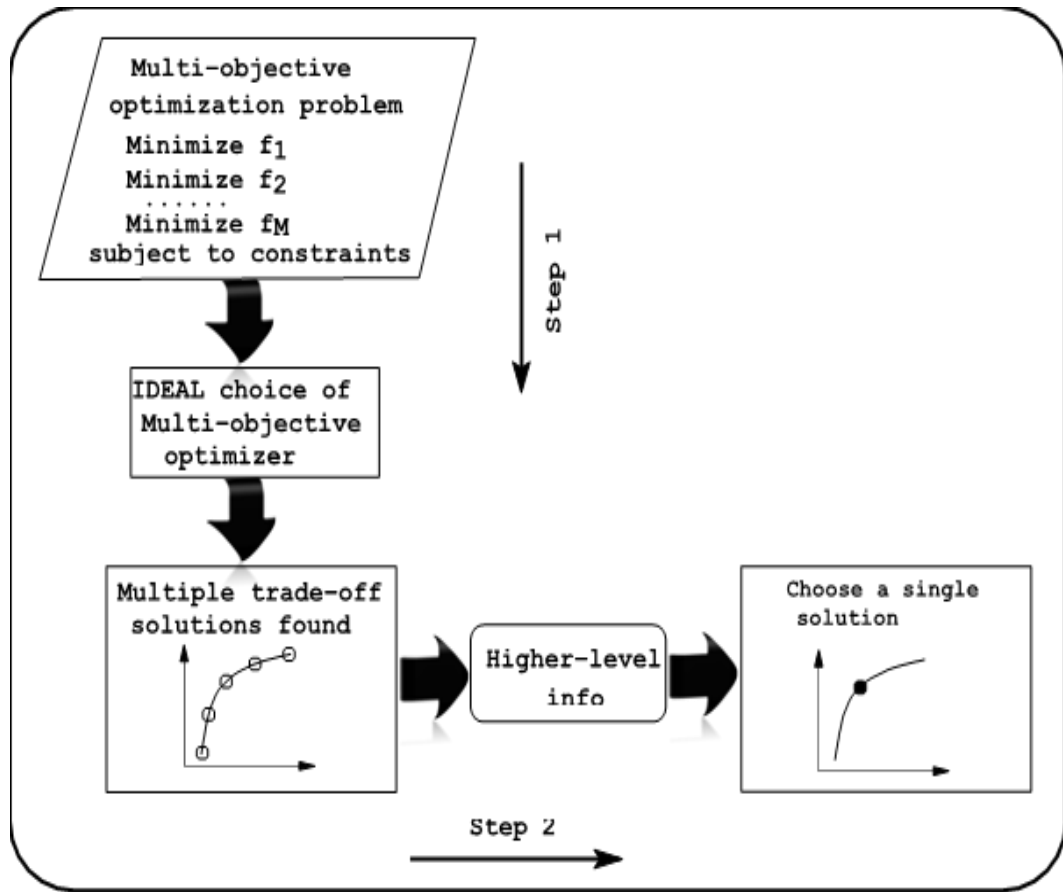 Multi-objective
optimization problem
Minimize f1
Minimize f2
......
Minimize fM
subject to constraints
Step 1
IDEAL choice of
Multi-objective
optimizer
Multiple trade-off
solutions found
Higher-level
info
Choose a single
solution
Step 2